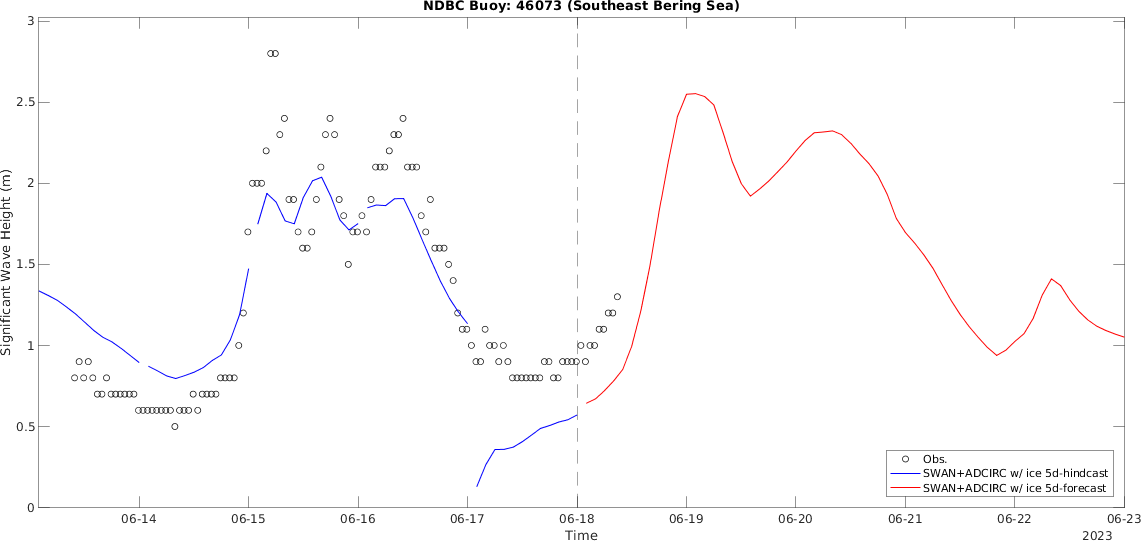 NDBC Buoy: 46073 (Southeast Bering Sea)
Significant Wave Height (m)
3
2.5
2
1.5
1
0.5
0
06-14 06-15 06-16 06-17 06-18 06-19 06-20 06-21 06-22 06-23
Time
2023
Obs.
SWAN+ADCIRC w/ ice 5d-hindcast
SWAN+ADCIRC w/ ice 5d-forecast